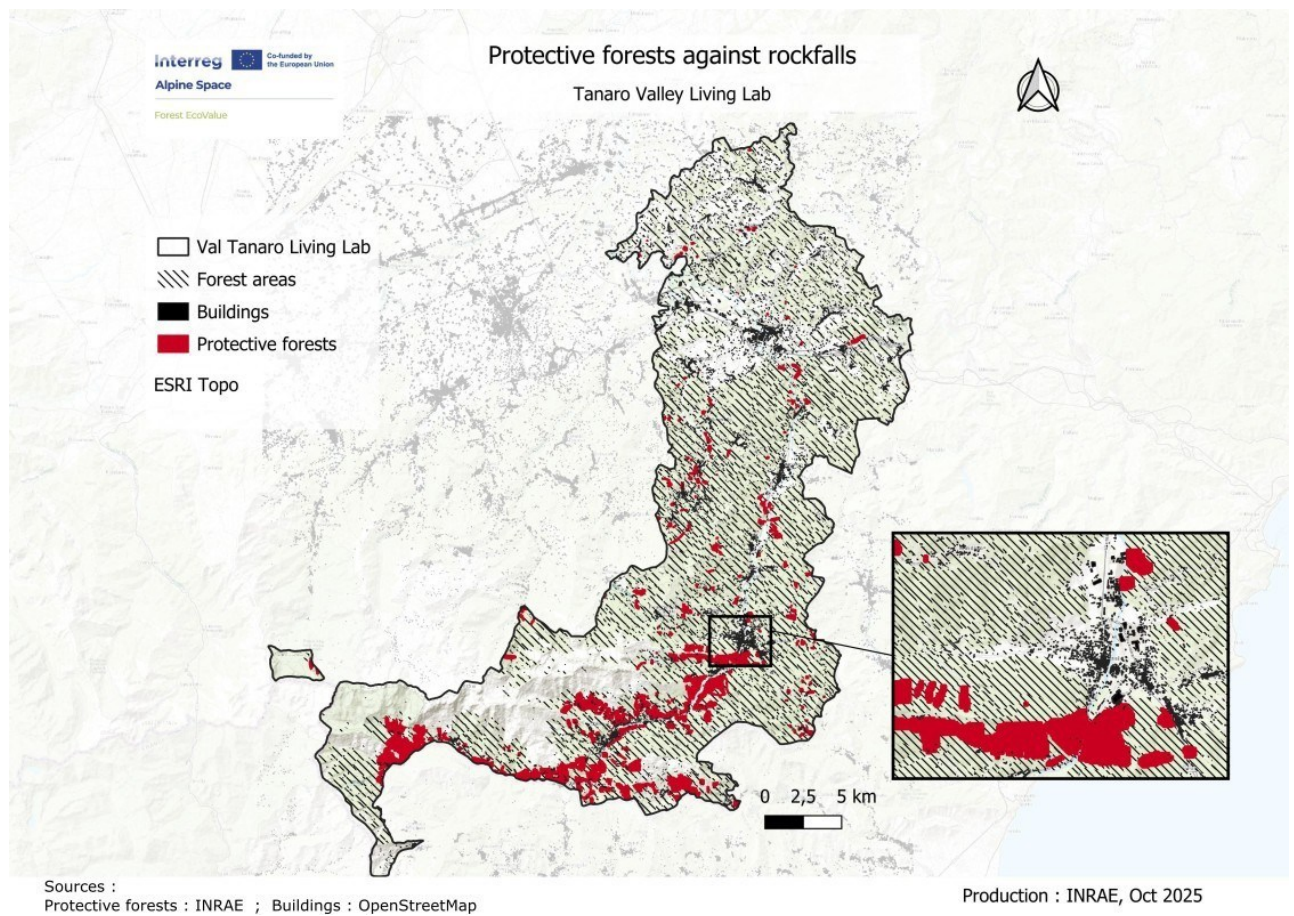 Interreg
Co-funded by
the European Union
Alpine Space
Forest EcoValue
Protective forests against rockfalls
Tanaro Valley Living Lab
Val Tanaro Living Lab
Forest areas
Buildings
Protective forests
ESRI Topo
0 2,5 5 km
Sources :
Protective forests : INRAE ; Buildings : OpenStreetMap
Production : INRAE, Oct 2025